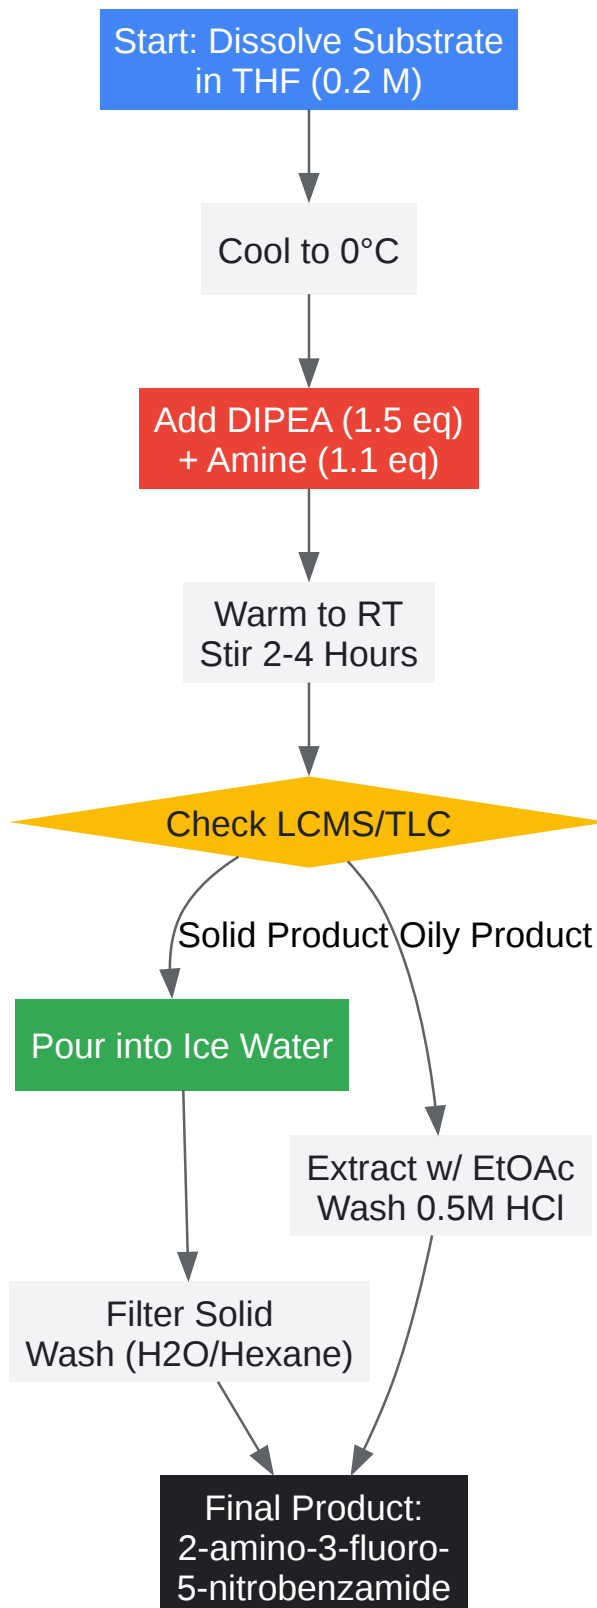 Start: Dissolve Substrate
in THF (0.2 M)
Cool to 0°C
Add DIPEA (1.5 eq)
+ Amine (1.1 eq)
Warm to RT
Stir 2-4 Hours
Check LCMS/TLC
Solid Product
Oily Product
Pour into Ice Water
Extract w/ EtOAc
Wash 0.5M HCl
Filter Solid
Wash (H2O/Hexane)
Final Product:
2-amino-3-fluoro-
5-nitrobenzamide